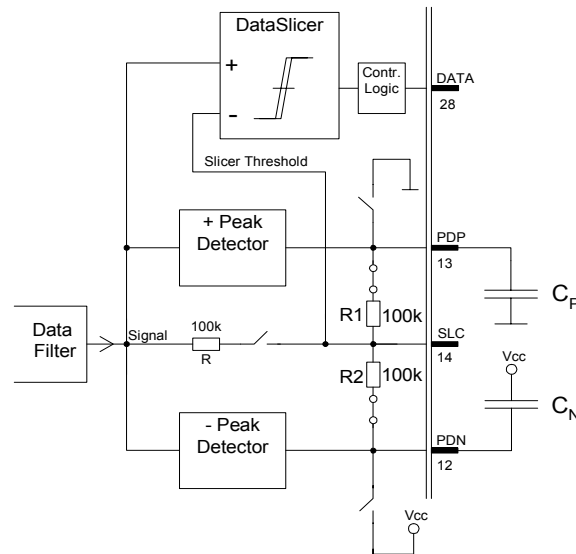 DataSlicer
+
-
Contr.
Logic
DATA
28
Slicer Threshold
+ Peak
Detector
PDP
13
R1
100k
Data
Filter
Signal
100k
R
SLC
14
R2
100k
Vcc
- Peak
Detector
PDN
12
Vcc